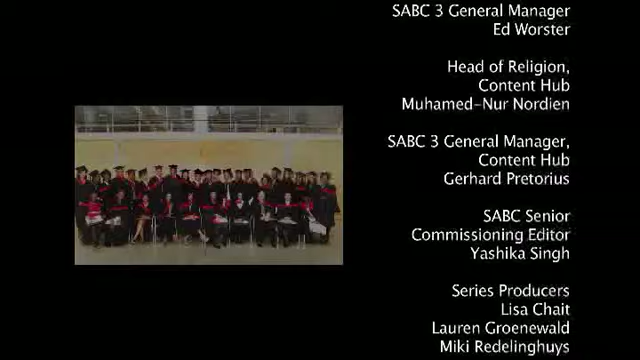 SABC 3 General Manager
Ed Worster
Head of Religion,
Content Hub
Muhamed-Nur Nordien
SABC 3 General Manager,
Content Hub
Gerhard Pretorius
SABC Senior
Commissioning Editor
Yashika Singh
Series Producers
Lisa Chait
Lauren Groenewald
Miki Redelinghuys